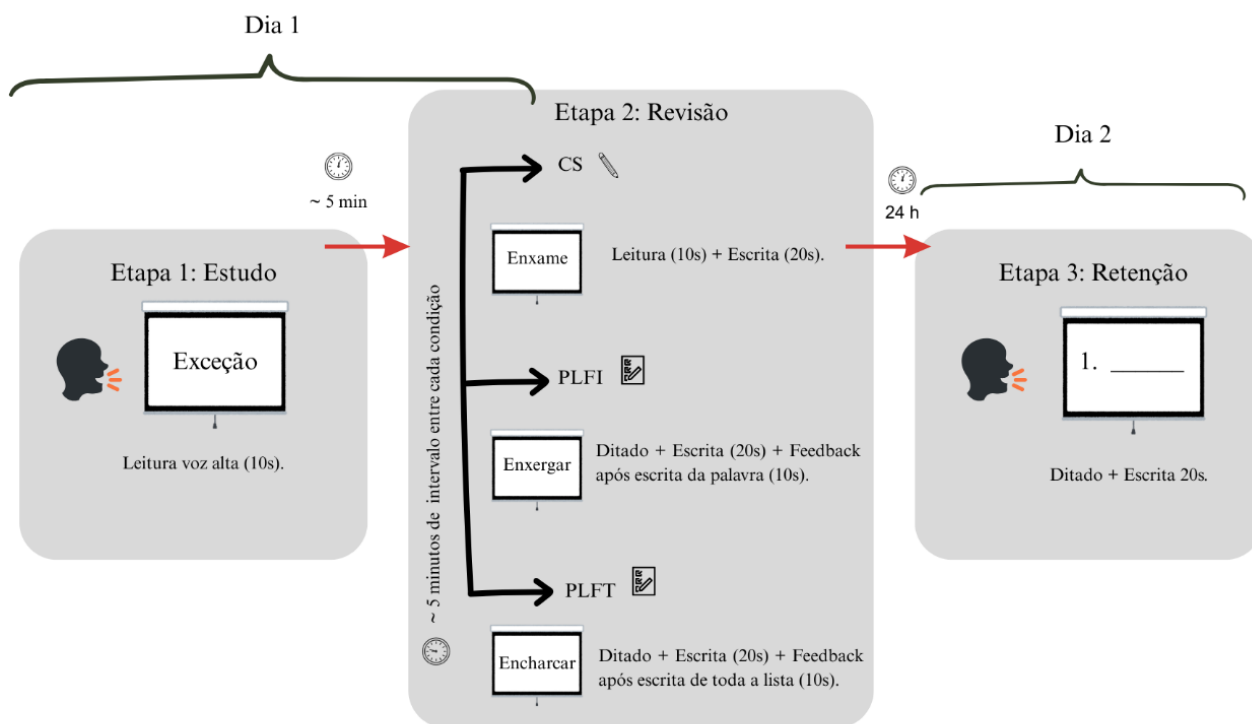 Dia 1
Etapa 1: Estudo
Exceção
Leitura voz alta (10s).
~ 5 min
Etapa 2: Revisão
~ 5 minutos de intervalo entre cada condição
CS
Enxame
Leitura (10s) + Escrita (20s).
PLFI
Enxergar
Ditado + Escrita (20s) + Feedback
após escrita da palavra (10s).
PLFT
Encharcar
Ditado + Escrita (20s) + Feedback
após escrita de toda a lista (10s).
24 h
Dia 2
Etapa 3: Retenção
1. ______
Ditado + Escrita 20s.